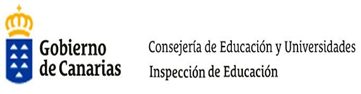 Gobierno
de Canarias
Consejería de Educación y Universidades
Inspección de Educación